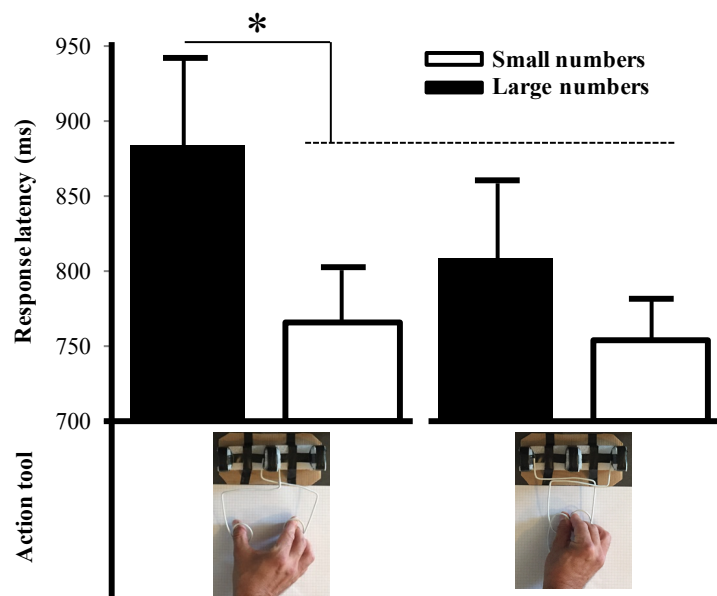 *
Small numbers
Large numbers
Response latency (ms)
950
900
850
800
750
700
Action tool